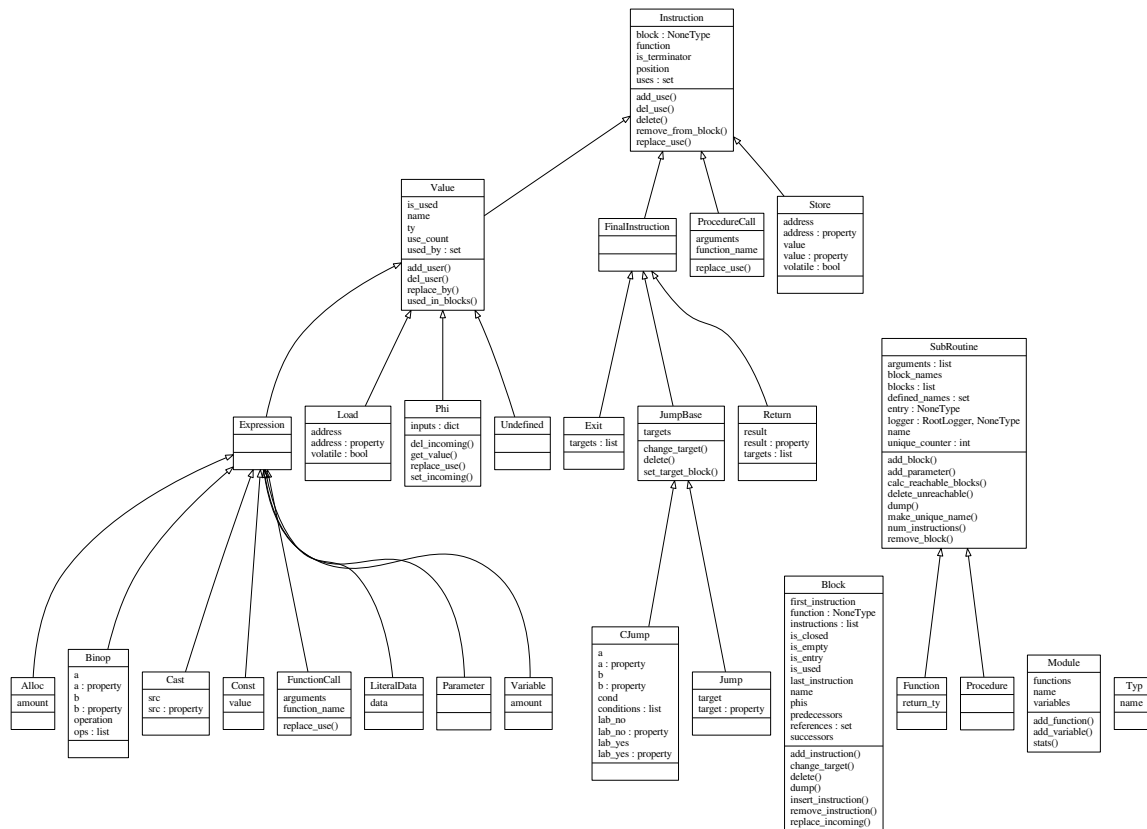 Instruction
block : NoneType
function
is_terminator
position
uses : set
add_use()
del_use()
delete()
remove_from_block()
replace_use()
Value
is_used
name
ty
use_count
used_by : set
add_user()
del_user()
replace_by()
used_in_blocks()
FinalInstruction
ProcedureCall
arguments
function_name
replace_use()
Store
address
address : property
value
value : property
volatile : bool
SubRoutine
arguments : list
block_names
blocks : list
defined_names : set
entry : NoneType
logger : RootLogger, NoneType
name
unique_counter : int
add_block()
add_parameter()
calc_reachable_blocks()
delete_unreachable()
dump()
make_unique_name()
num_instructions()
remove_block()
Expression
Load
address
address : property
volatile : bool
Phi
inputs : dict
del_incoming()
get_value()
replace_use()
set_incoming()
Undefined
Exit
targets : list
JumpBase
targets
change_target()
delete()
set_target_block()
Return
result
result : property
targets : list
Alloc
amount
Binop
a
a : property
b
b : property
operation
ops : list
Cast
src
src : property
Const
value
FunctionCall
arguments
function_name
replace_use()
LiteralData
data
Parameter
Variable
amount
CJump
a
a : property
b
b : property
cond
conditions : list
lab_no
lab_no : property
lab_yes
lab_yes : property
Jump
target
target : property
Block
first_instruction
function : NoneType
instructions : list
is_closed
is_empty
is_entry
is_used
last_instruction
name
phis
predecessors
references : set
successors
add_instruction()
change_target()
delete()
dump()
insert_instruction()
remove_instruction()
replace_incoming()
Function
return_ty
Procedure
Module
functions
name
variables
add_function()
add_variable()
stats()
Typ
name